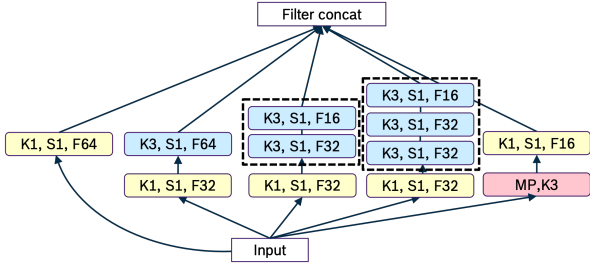 Filter concat
K3, S1, F16
K3, S1, F16
K3, S1, F32
K1, S1, F64
K3, S1, F64
K3, S1, F32
K3, S1, F32
K1, S1, F16
K1, S1, F32
K1, S1, F32
K1, S1, F32
MP,K3
Input